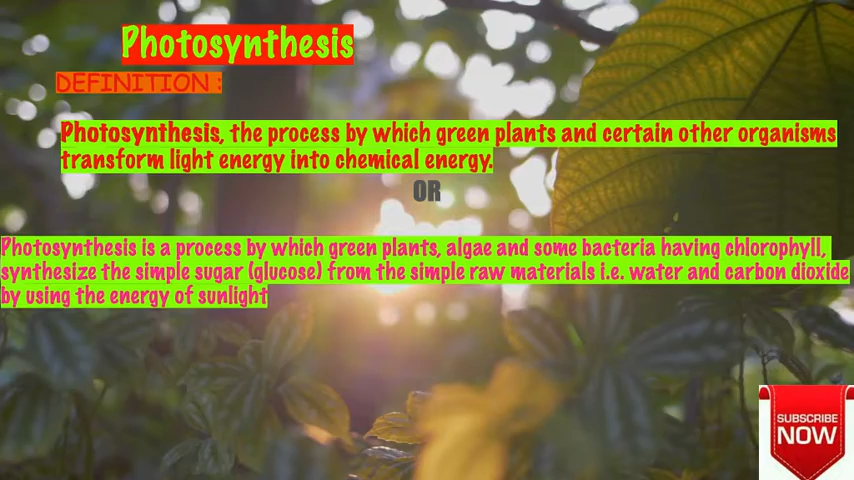 Photosynthesis
DEFINITION :
Photosynthesis, the process by which green plants and certain other organisms
transform light energy into chemical energy.
OR
Photosynthesis is a process by which green plants, algae and some bacteria having chlorophyll,
synthesize the simple sugar (glucose) from the simple raw materials i.e. water and carbon dioxide
by using the energy of sunlight
SUBSCRIBE
NOW